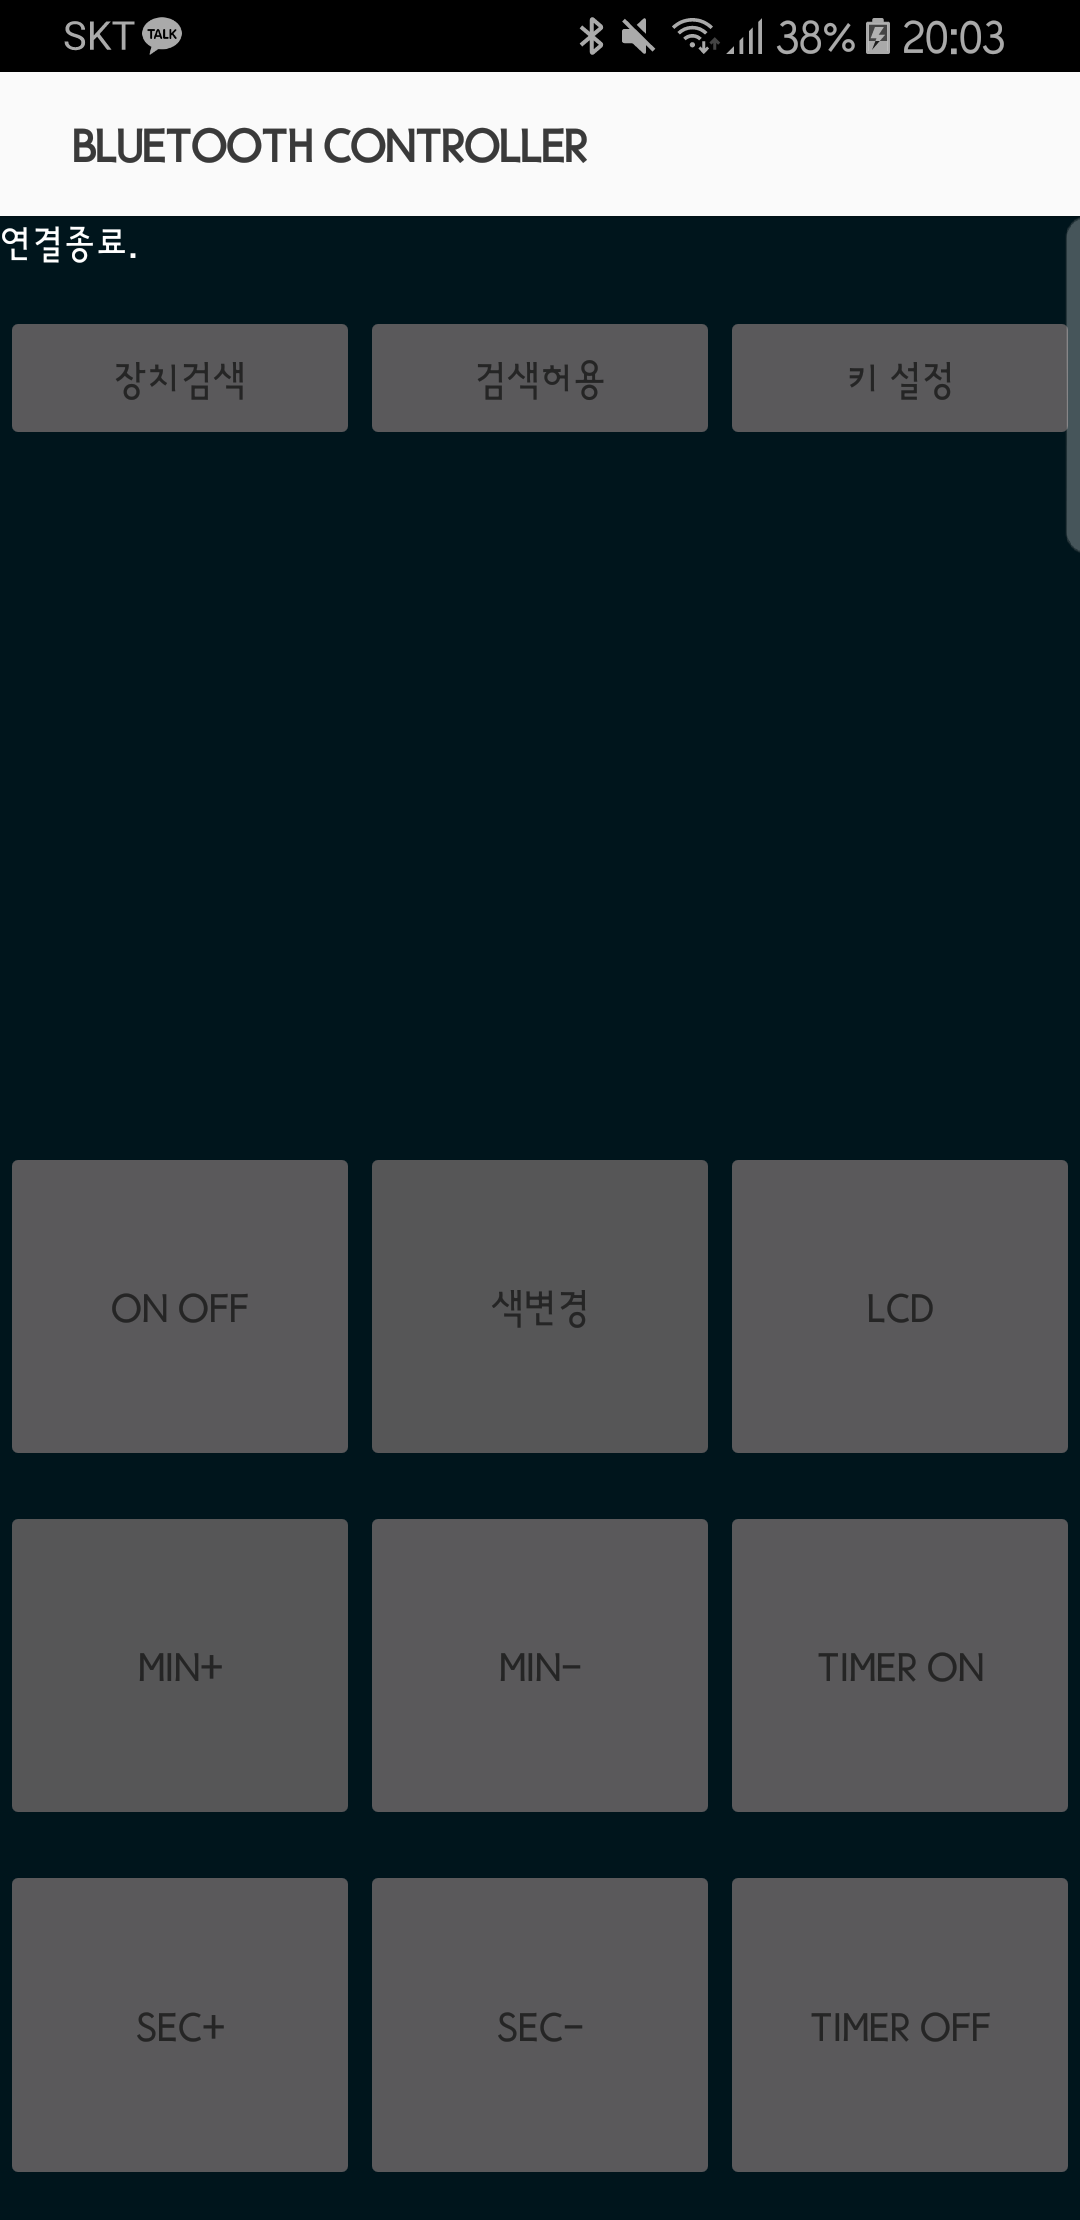 SKT TALK 38% 20:03
BLUETOOTH CONTROLLER
연결종료.
장치검색 검색허용 키 설정
ON OFF 색변경 LCD
MIN+ MIN- TIMER ON
SEC+ SEC- TIMER OFF